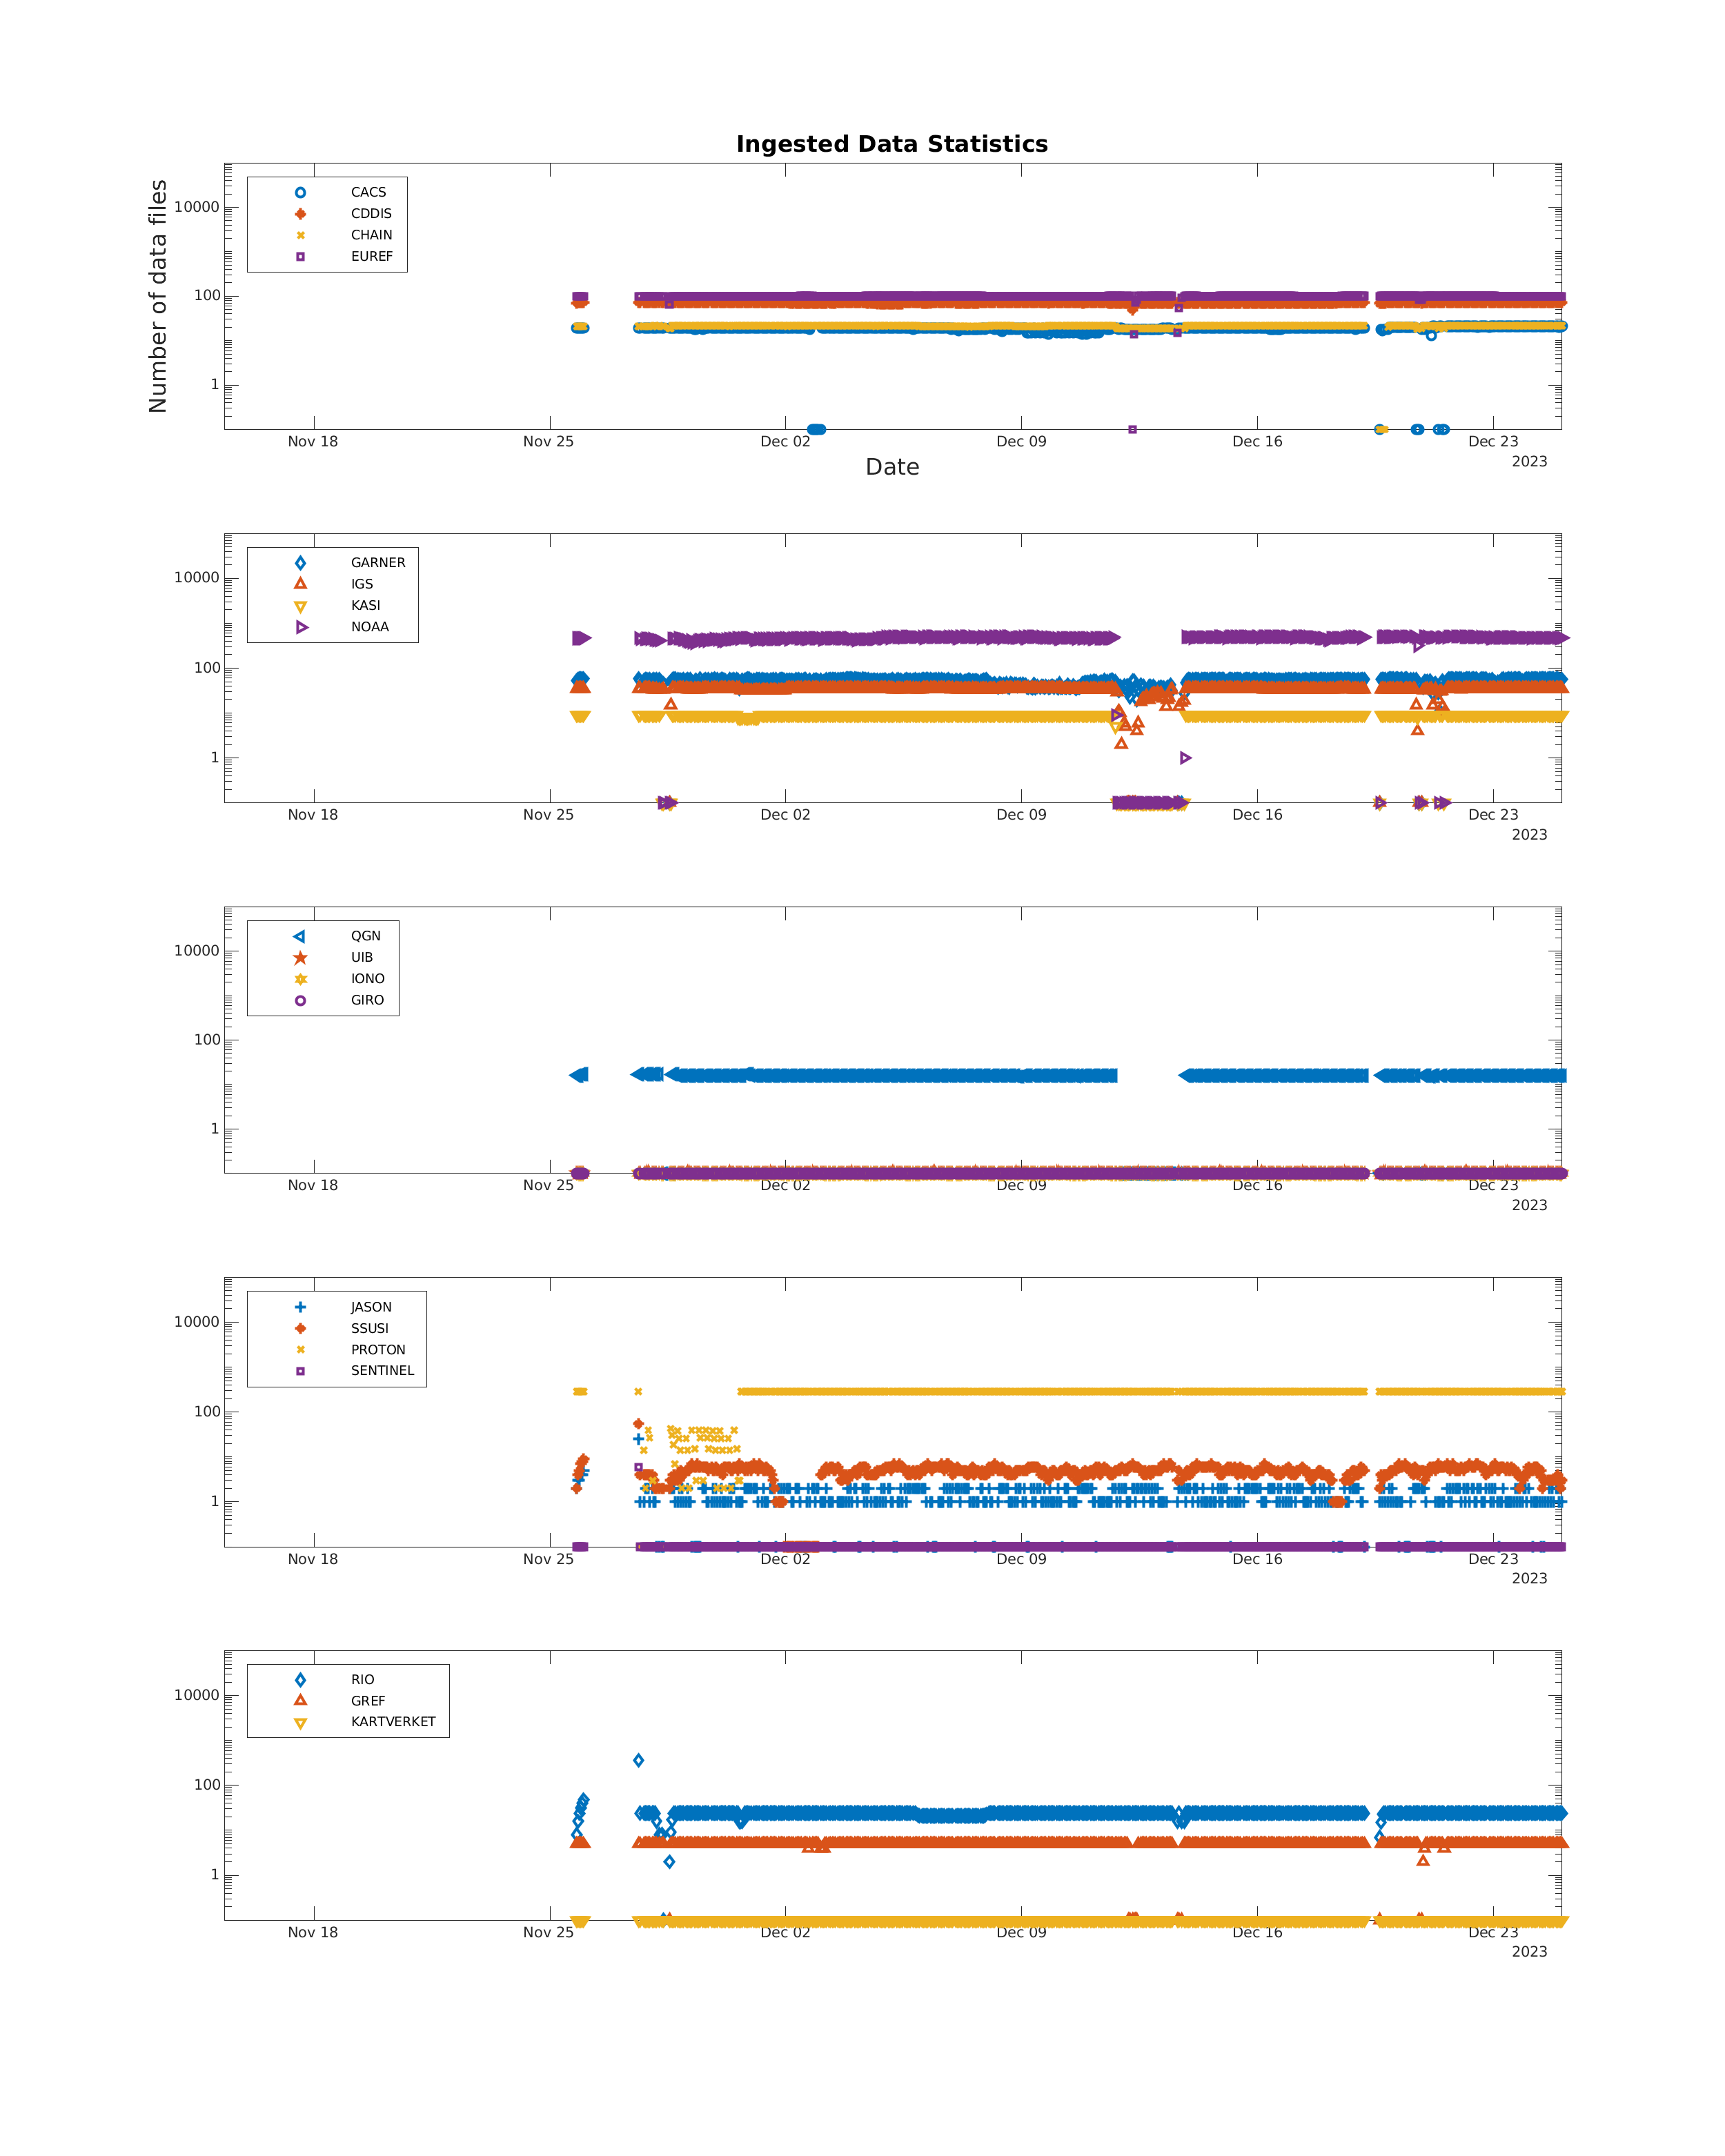 Ingested Data Statistics
Number of data files
CACS
CDDIS
CHAIN
EUREF
10000
100
1
Nov 18 Nov 25 Dec 02 Dec 09 Dec 16 Dec 23
2023
Date
GARNER
IGS
KASI
NOAA
10000
100
1
Nov 18 Nov 25 Dec 02 Dec 09 Dec 16 Dec 23
2023
QGN
UIB
IONO
GIRO
10000
100
1
Nov 18 Nov 25 Dec 02 Dec 09 Dec 16 Dec 23
2023
JASON
SSUSI
PROTON
SENTINEL
10000
100
1
Nov 18 Nov 25 Dec 02 Dec 09 Dec 16 Dec 23
2023
RIO
GREF
KARTVERKET
10000
100
1
Nov 18 Nov 25 Dec 02 Dec 09 Dec 16 Dec 23
2023